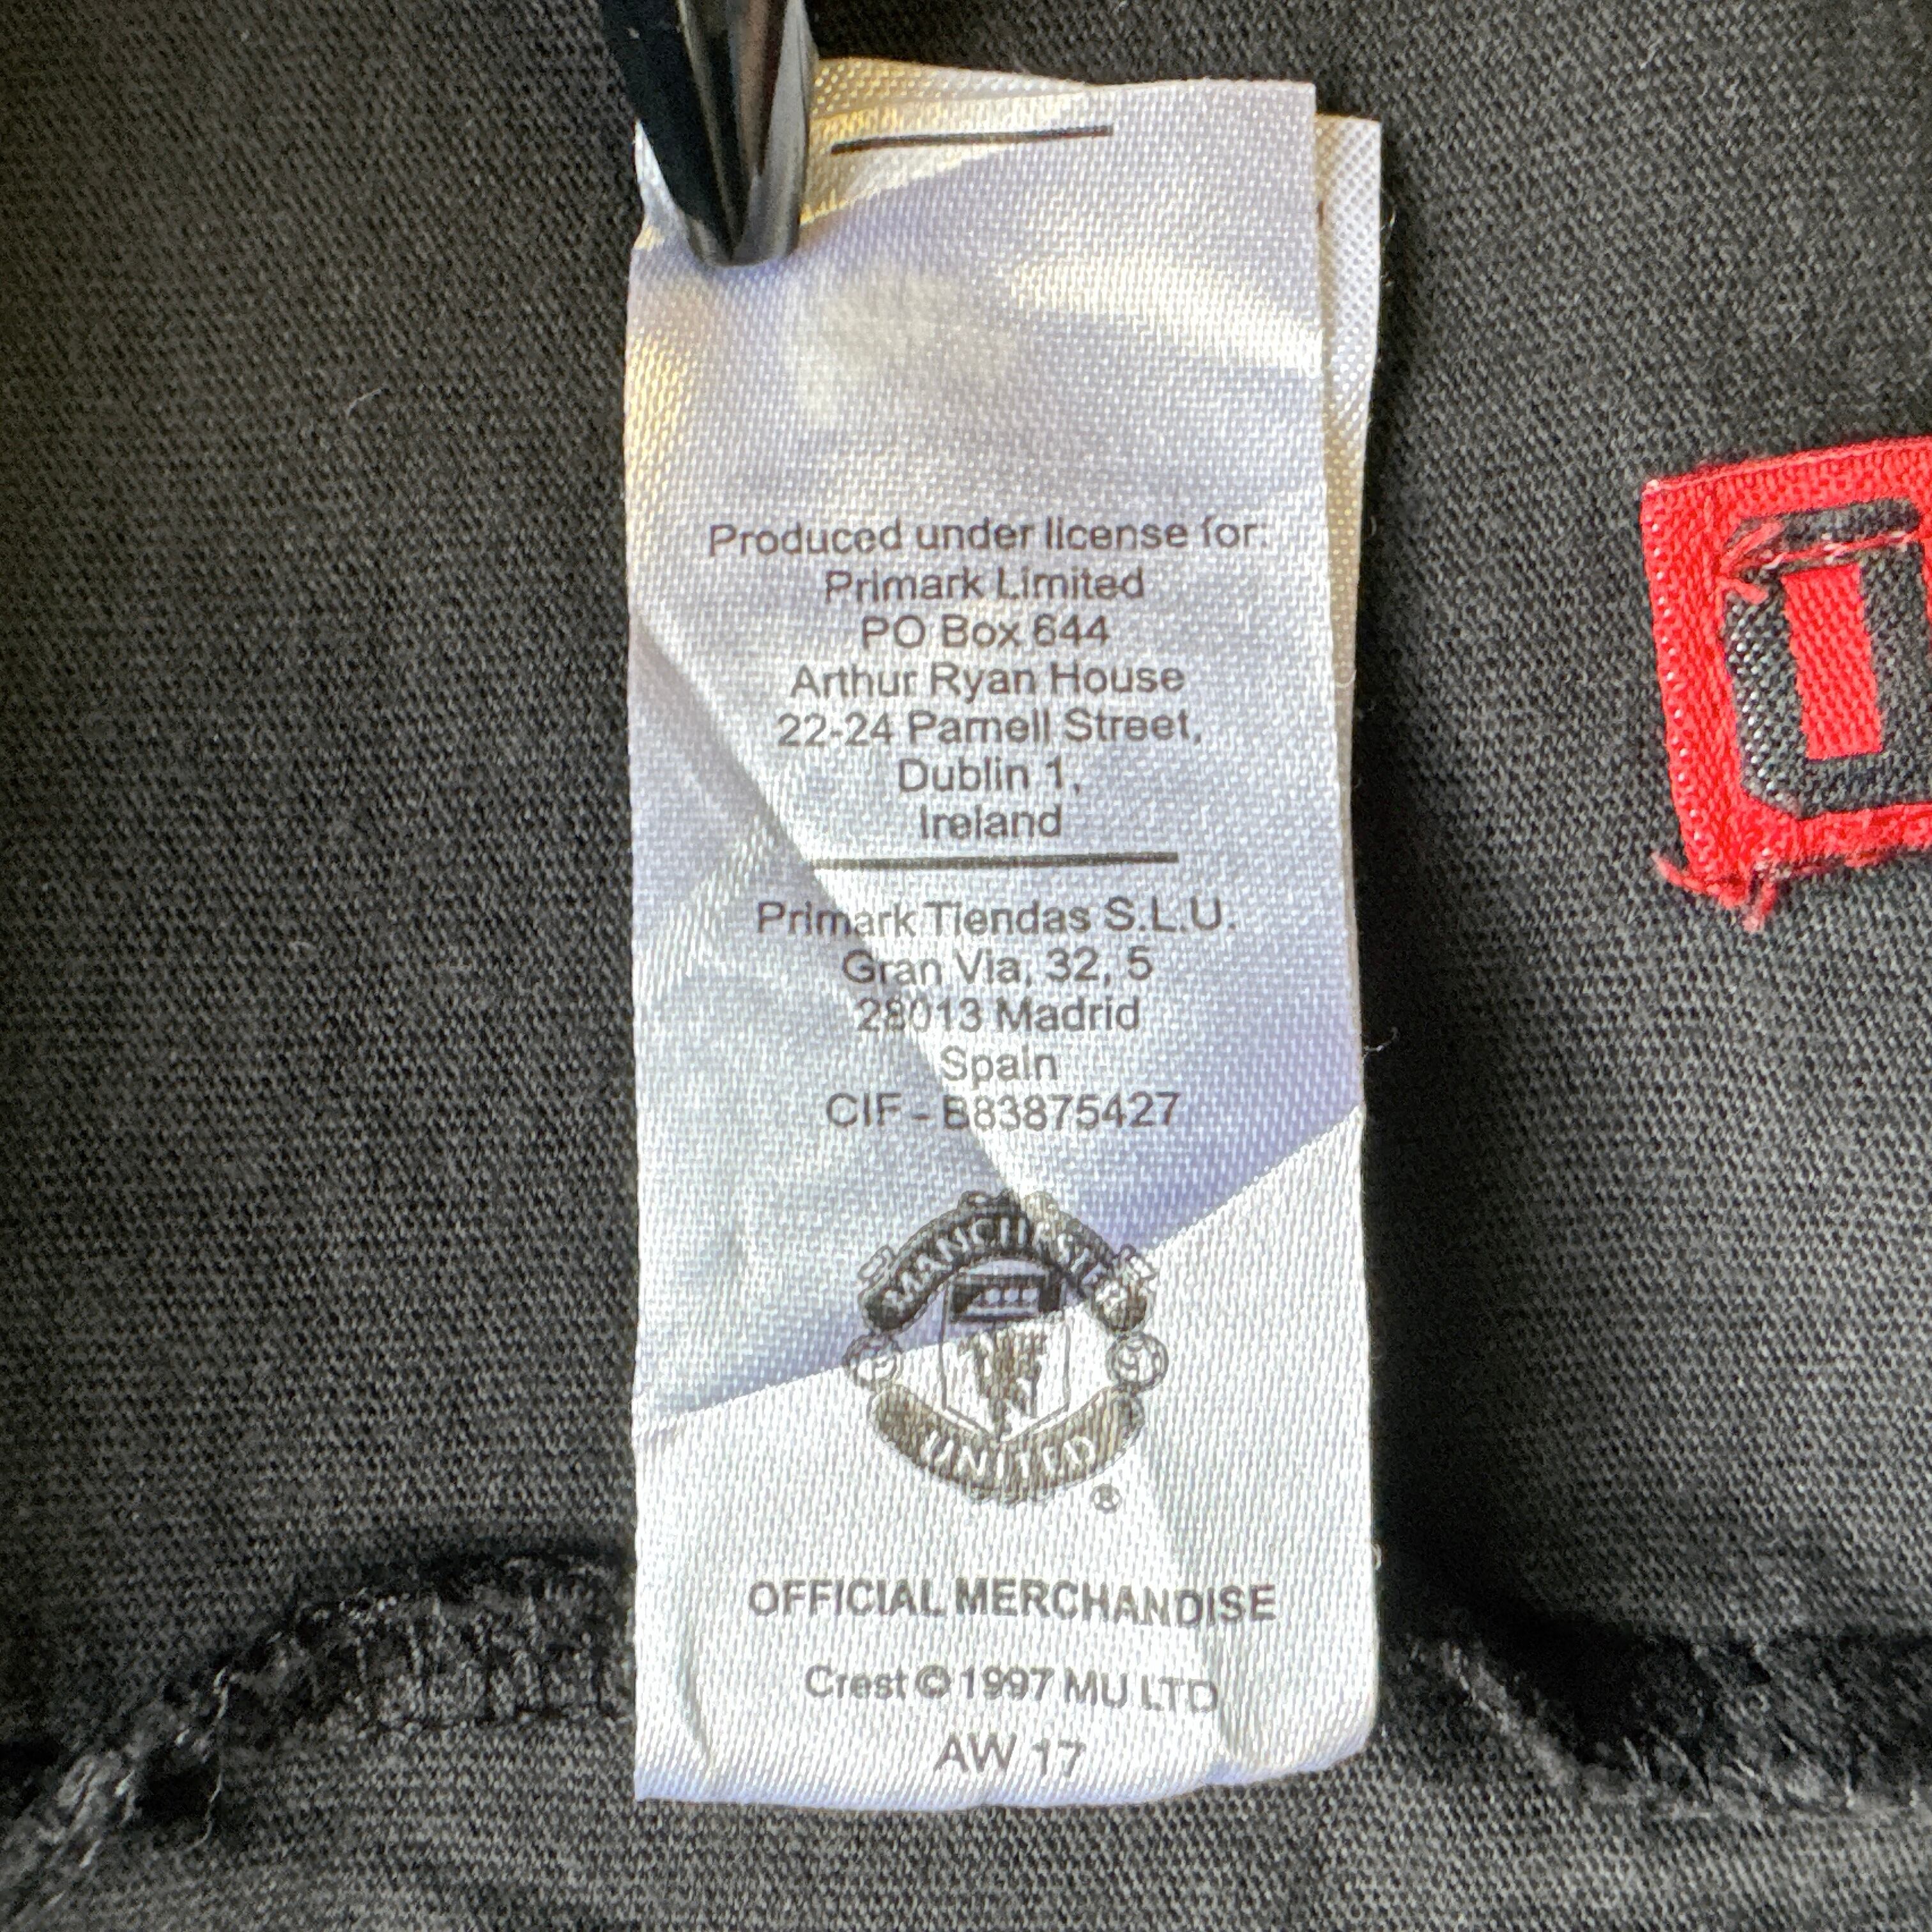 Produced under license for:
Primark Limited
PO Box 644
Arthur Ryan House
22-24 Parnell Street,
Dublin 1,
Ireland
Primark Tiendas S.L.U.
Gran Via, 32, 5
28013 Madrid
Spain
CIF - B83875427
MANCHESTER
UNITED
®
OFFICIAL MERCHANDISE
Crest © 1997 MU LTD
AW 17